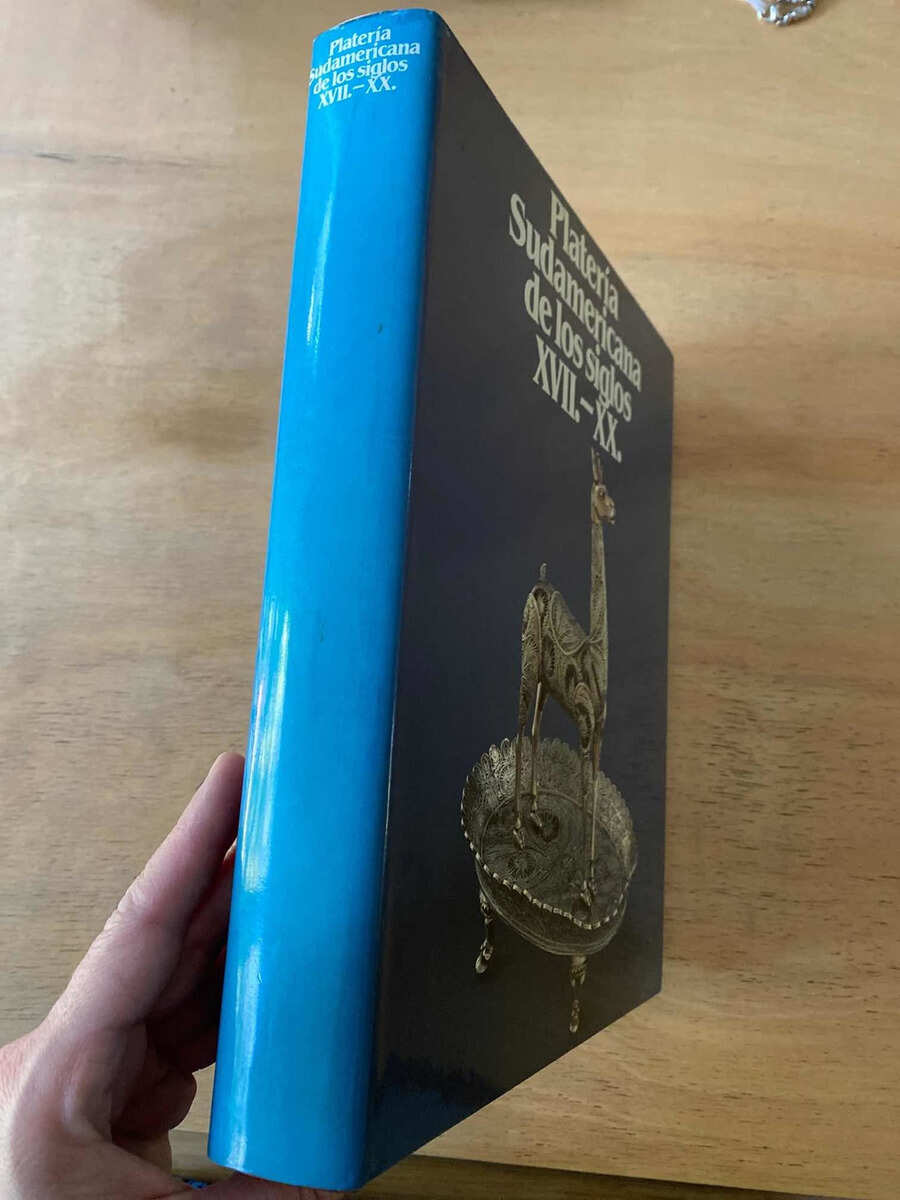 Platería
Sudamericana
de los siglos
XVII.–XX.
Platería
Sudamericana
de los siglos
XVII.–XX.